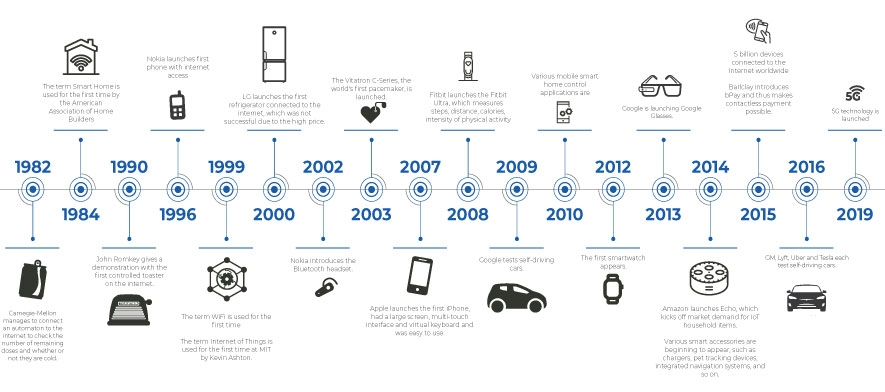 The term Smart Home is
used for the first time by
the American
Association of Home
Builders
Nokia launches first
phone with internet
access.
LG launches the first
refrigerator connected to the
internet, which was not
successful due to the high price.
The Vitatron C-Series, the
world's first pacemaker, is
launched.
Fitbit launches the Fitbit
Ultra, which measures
steps, distance, calories,
intensity of physical activity
Various mobile smart
home control
applications are
Google is launching Google
Glasses.
5 billion devices
connected to the
Internet worldwide
Barclay introduces
bPay and thus makes
contactless payment
possible.
5G
5G technology is
launched
1982
1990
1999
2002
2007
2009
2012
2014
2016
1984
1996
2000
2003
2008
2010
2013
2015
2019
Carnegie-Mellon
manages to connect
an automaton to the
internet to check the
number of remaining
doses and whether or
not they are cold.
John Romkey gives a
demonstration with the
first controlled toaster
on the internet.
The term WiFi is used for the
first time
The term Internet of Things is
used for the first time at MIT
by Kevin Ashton.
Nokia introduces the
Bluetooth headset.
Apple launches the first iPhone,
had a large screen, multi-touch
interface and virtual keyboard and
was easy to use.
Google tests self-driving
cars.
The first smartwatch
appears.
Amazon launches Echo, which
kicks off market demand for IoT
household items.
Various smart accessories are
beginning to appear, such as
chargers, pet tracking devices,
integrated navigation systems, and
so on.
GM, Lyft, Uber and Tesla each
test self-driving cars.